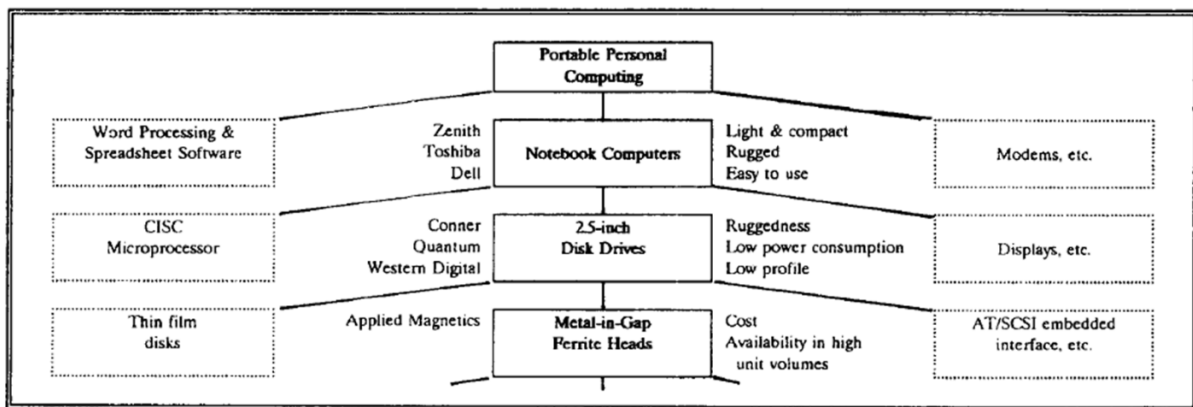 Portable Personal
Computing
Word Processing &
Spreadsheet Software
Zenith
Toshiba
Dell
Notebook Computers
Light & compact
Rugged
Easy to use
Modems, etc.
CISC
Microprocessor
Conner
Quantum
Western Digital
2.5-inch
Disk Drives
Ruggedness
Low power consumption
Low profile
Displays, etc.
Thin film
disks
Applied Magnetics
Metal-in-Gap
Ferrite Heads
Cost
Availability in high
unit volumes
AT/SCSI embedded
interface, etc.